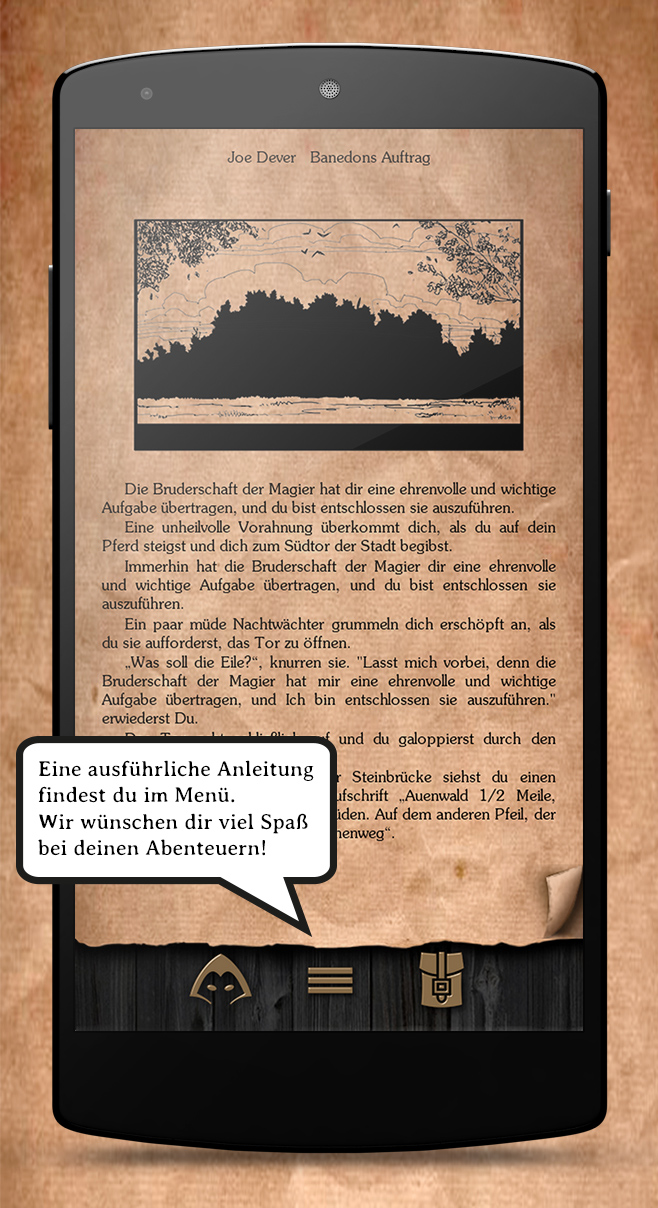 Joe Dever Banedons Auftrag
Die Bruderschaft der Magier hat dir eine ehrenvolle und wichtige
Aufgabe übertragen, und du bist entschlossen sie auszuführen.
Eine unheilvolle Vorahnung überkommt dich, als du auf dein
Pferd steigst und dich zum Südtor der Stadt begibst.
Immerhin hat die Bruderschaft der Magier dir eine ehrenvolle
und wichtige Aufgabe übertragen, und du bist entschlossen sie
auszuführen.
Ein paar müde Nachtwächter grummeln dich erschöpft an, als
du sie aufforderst, das Tor zu öffnen.
„Was soll die Eile?“, knurren sie. "Lasst mich vorbei, denn die
Bruderschaft der Magier hat mir eine ehrenvolle und wichtige
Aufgabe übertragen, und Ich bin entschlossen sie auszuführen."
erwiederst Du.
und du galoppierst durch den
Steinbrücke siehst du einen
„Auenwald 1/2 Meile,
Auf dem anderen Pfeil, der
Eine ausführliche Anleitung
findest du im Menü.
Wir wünschen dir viel Spaß
bei deinen Abenteuern!